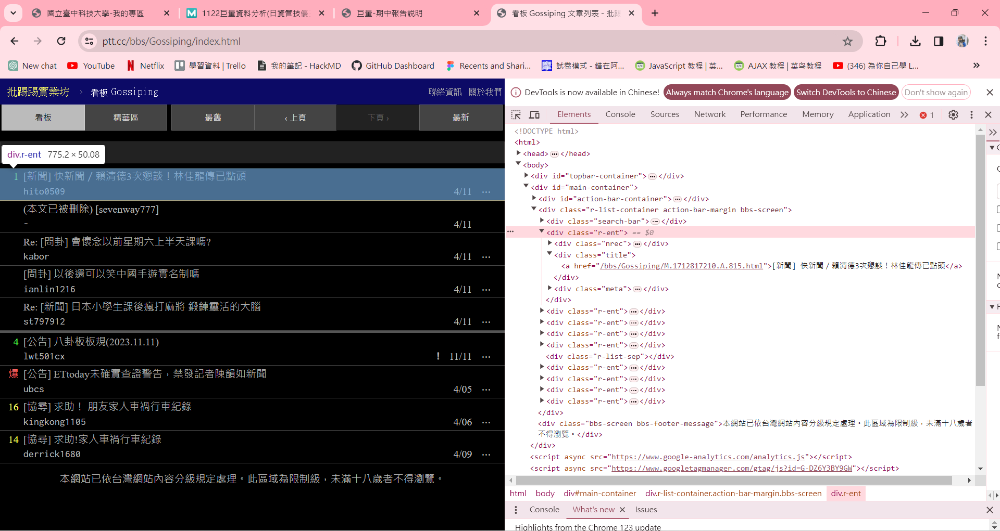 國立臺中科技大學-我的專區
1122巨量資料分析(日資管技優
巨量-期中報告說明
看板 Gossiping 文章列表 - 批踢
ptt.cc/bbs/Gossiping/index.html
New chat
YouTube
Netflix
學習資料 | Trello
我的筆記 - HackMD
GitHub Dashboard
Recents and Shari...
試卷模式 - 錯在阿...
JavaScript 教程 | 菜...
AJAX 教程 | 菜鸟教程
(346) 為你自己學 L...
批踢踢實業坊 › 看板 Gossiping
聯絡資訊 關於我們
看板 精華區 最舊 ‹ 上頁 下頁 › 最新
div.r-ent 775.2 × 50.08
1 [新聞] 快新聞／賴清德3次懇談！林佳龍傳已點頭
hito0509 4/11 ⋯
(本文已被刪除) [sevenway777]
- 4/11
Re: [問卦] 會懷念以前星期六上半天課嗎?
kabor 4/11 ⋯
[問卦] 以後還可以笑中國手遊實名制嗎
ianlin1216 4/11 ⋯
Re: [新聞] 日本小學生課後瘋打麻將 鍛鍊靈活的大腦
st797912 4/11 ⋯
4 [公告] 八卦板板規(2023.11.11)
lwt501cx ! 11/11 ⋯
爆 [公告] ETtoday未確實查證警告，禁發記者陳韻如新聞
ubcs 4/05 ⋯
16 [協尋] 求助！ 朋友家人車禍行車紀錄
kingkong1105 4/06 ⋯
14 [協尋] 求助!家人車禍行車紀錄
derrick1680 4/09 ⋯
本網站已依台灣網站內容分級規定處理。此區域為限制級，未滿十八歲者不得瀏覽。
DevTools is now available in Chinese! Always match Chrome's language Switch DevTools to Chinese Don't show again
Elements Console Sources Network Performance Memory Application 1
<!DOCTYPE html>
<html>
<head>⋯</head>
<body>
<div id="topbar-container">⋯</div>
<div id="main-container">
<div id="action-bar-container">⋯</div>
<div class="r-list-container action-bar-margin bbs-screen">
<div class="search-bar">⋯</div>
⋯ <div class="r-ent"> == $0
<div class="nrec">⋯</div>
<div class="title">
<a href="/bbs/Gossiping/M.1712817210.A.815.html">[新聞] 快新聞／賴清德3次懇談！林佳龍傳已點頭</a>
</div>
<div class="meta">⋯</div>
</div>
<div class="r-ent">⋯</div>
<div class="r-ent">⋯</div>
<div class="r-ent">⋯</div>
<div class="r-ent">⋯</div>
<div class="r-list-sep"></div>
<div class="r-ent">⋯</div>
<div class="r-ent">⋯</div>
<div class="r-ent">⋯</div>
<div class="r-ent">⋯</div>
</div>
<div class="bbs-screen bbs-footer-message">本網站已依台灣網站內容分級規定處理。此區域為限制級，未滿十八歲者
不得瀏覽。</div>
</div>
<script async src="https://www.google-analytics.com/analytics.js"></script>
<script async src="https://www.googletagmanager.com/gtag/js?id=G-DZ6Y3BY9GW"></script>
html body div#main-container div.r-list-container.action-bar-margin.bbs-screen div.r-ent
Console What's new Issues
Highlights from the Chrome 123 update